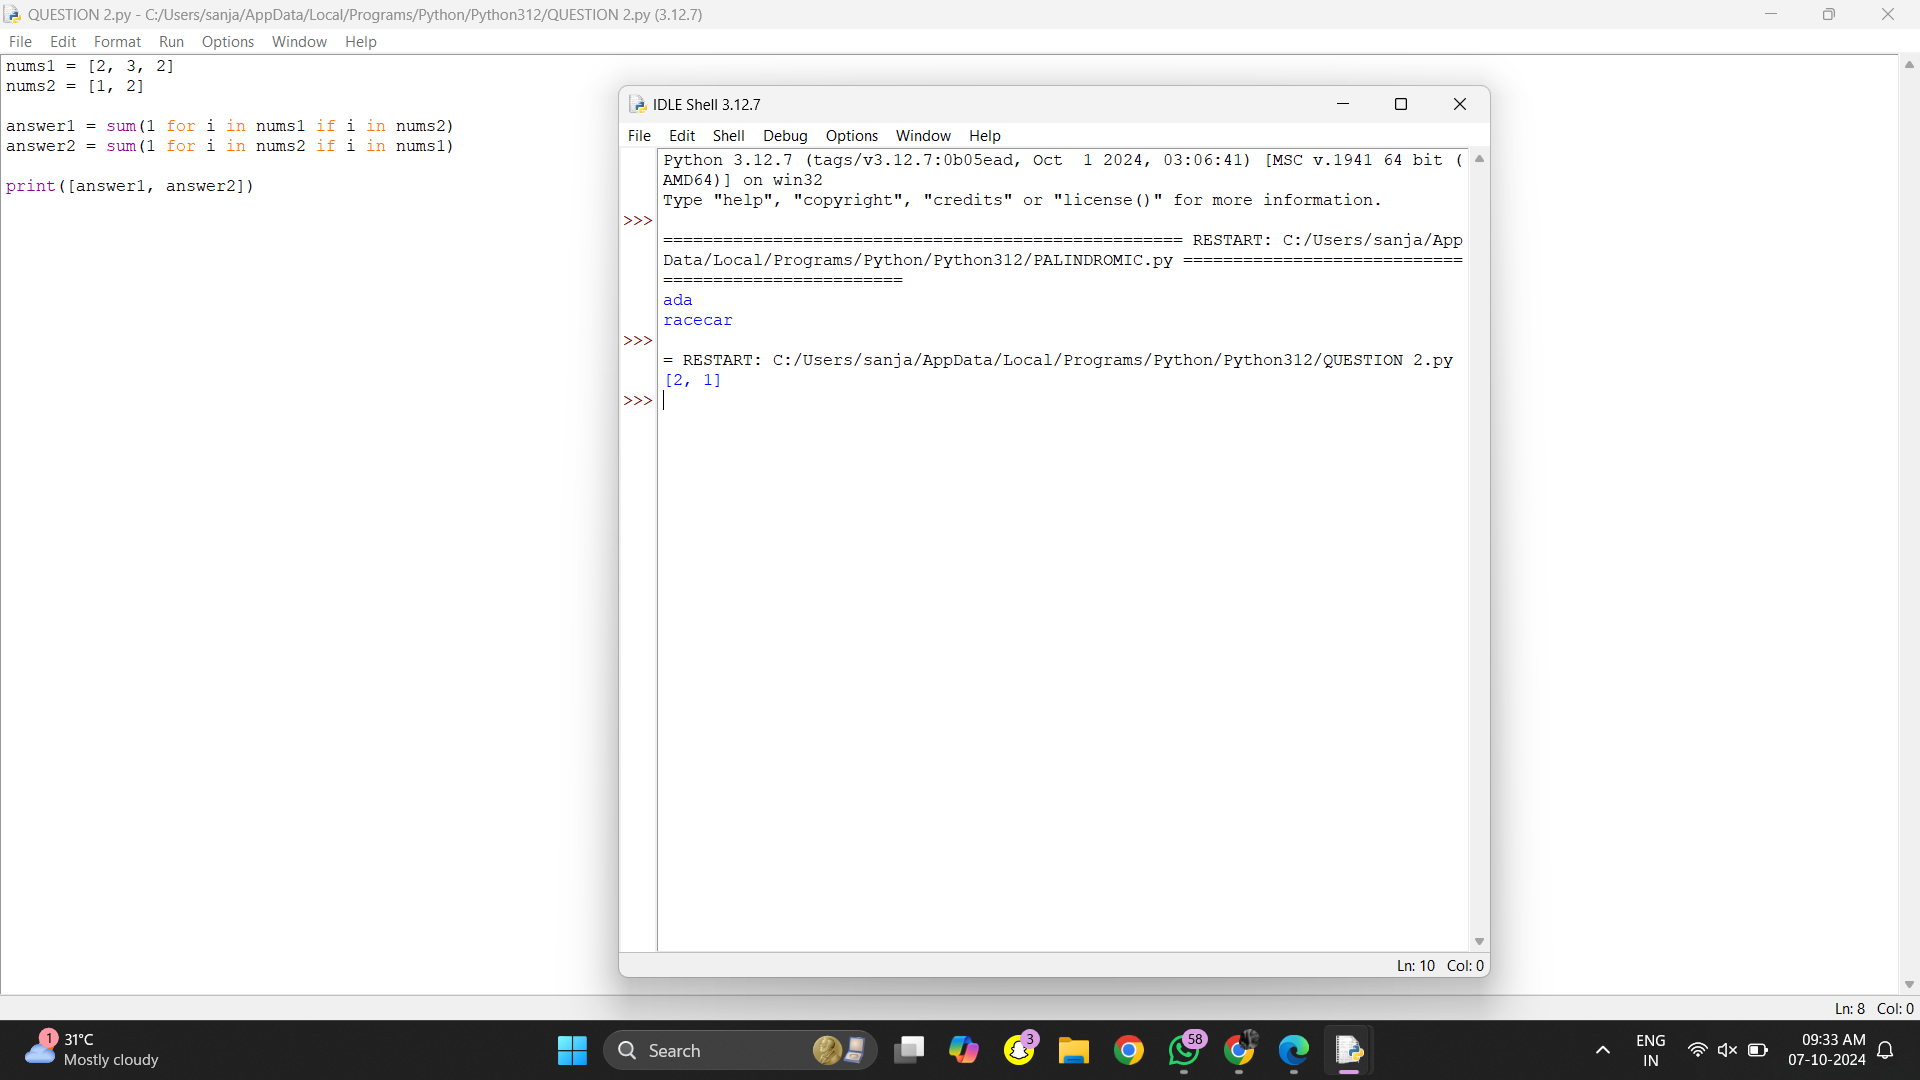 QUESTION 2.py - C:/Users/sanja/AppData/Local/Programs/Python/Python312/QUESTION 2.py (3.12.7)
File Edit Format Run Options Window Help
nums1 = [2, 3, 2]
nums2 = [1, 2]
answer1 = sum(1 for i in nums1 if i in nums2)
answer2 = sum(1 for i in nums2 if i in nums1)
print([answer1, answer2])
IDLE Shell 3.12.7
File Edit Shell Debug Options Window Help
Python 3.12.7 (tags/v3.12.7:0b05ead, Oct  1 2024, 03:06:41) [MSC v.1941 64 bit (
AMD64)] on win32
Type "help", "copyright", "credits" or "license()" for more information.
>>>
==================================================== RESTART: C:/Users/sanja/App
Data/Local/Programs/Python/Python312/PALINDROMIC.py ============================
========================
ada
racecar
>>>
= RESTART: C:/Users/sanja/AppData/Local/Programs/Python/Python312/QUESTION 2.py
[2, 1]
>>>
Ln: 10 Col: 0
Ln: 8 Col: 0
1
31°C
Mostly cloudy
Search
3
58
ENG
IN
09:33 AM
07-10-2024